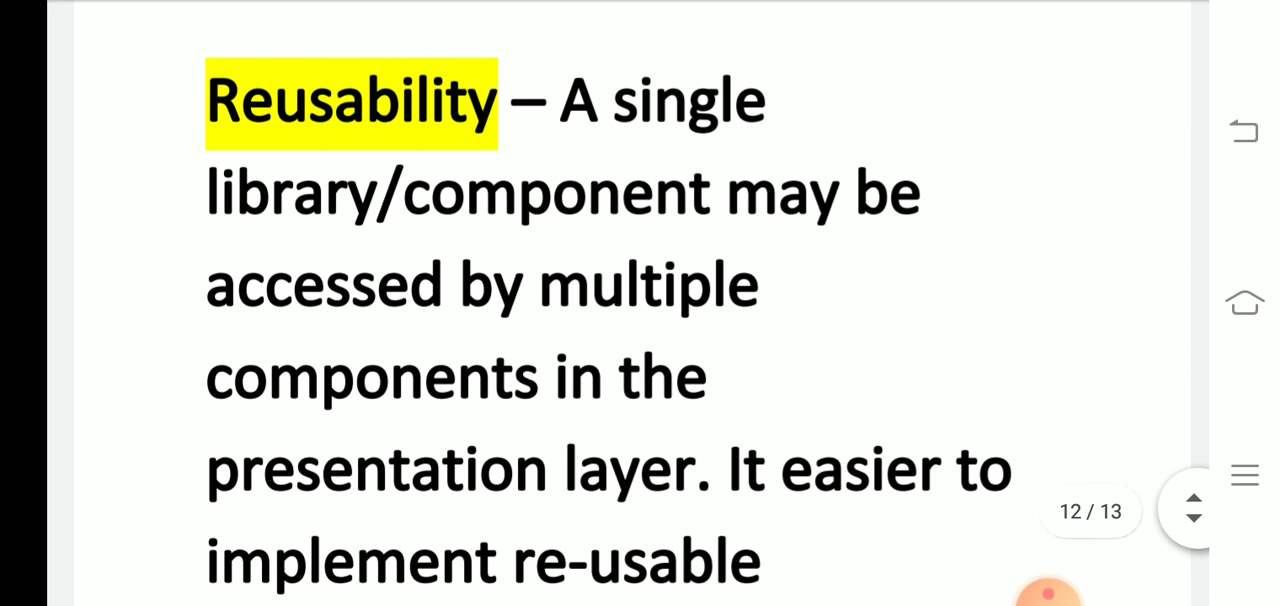 Reusability – A single
library/component may be
accessed by multiple
components in the
presentation layer. It easier to
12 / 13
implement re-usable